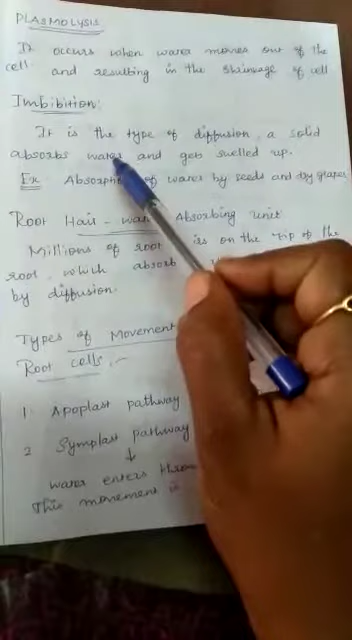 PLASMOLYSIS
It occurs when water moves out of the
cell and resulting in the shrinkage of cell
Imbibition:
It is the type of diffusion, a solid
absorbs water and gets swelled up.
Ex Absorption of water by seeds and dry grapes
Root Hair - water Absorbing unit
Millions of root is on the tip of the
root, which absorb
by diffusion.
Types of Movement
Root cells :-
1 Apoplast pathway
2 Symplast pathway
↓
water enters
This movement is